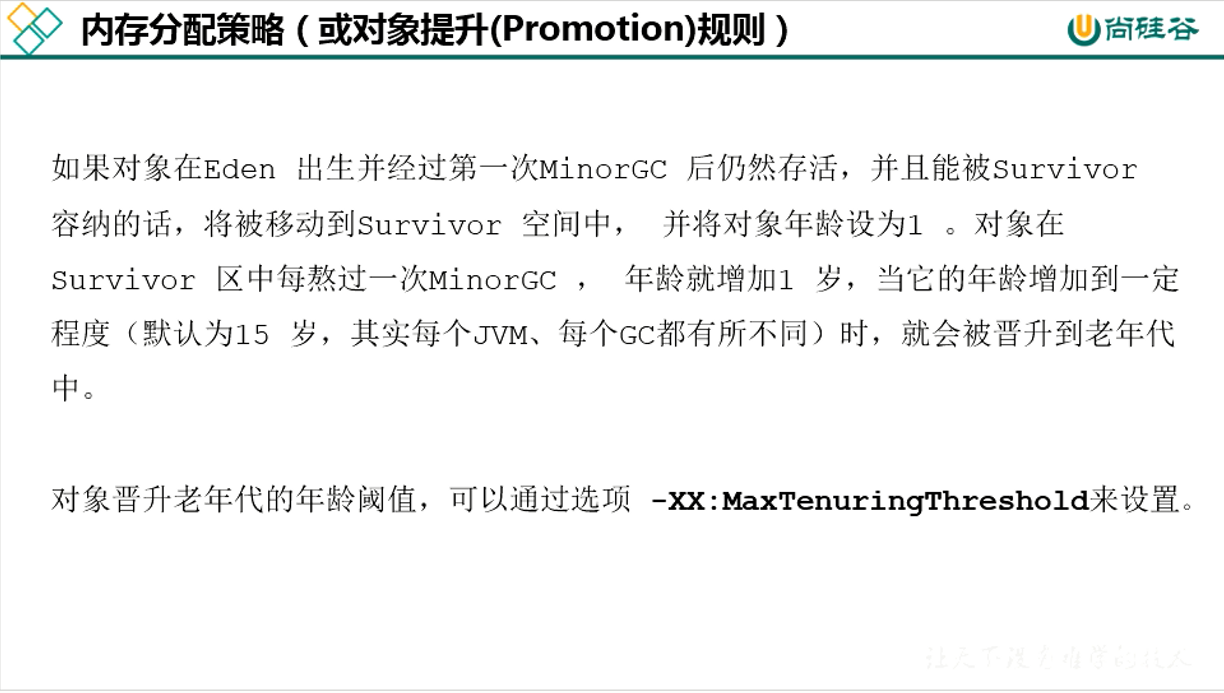 内存分配策略（或对象提升(Promotion)规则）
尚硅谷
如果对象在Eden 出生并经过第一次MinorGC 后仍然存活，并且能被Survivor
容纳的话，将被移动到Survivor 空间中， 并将对象年龄设为1 。对象在
Survivor 区中每熬过一次MinorGC ， 年龄就增加1 岁，当它的年龄增加到一定
程度（默认为15 岁，其实每个JVM、每个GC都有所不同）时，就会被晋升到老年代
中。
对象晋升老年代的年龄阈值，可以通过选项 -XX:MaxTenuringThreshold来设置。
让天下没有难学的技术